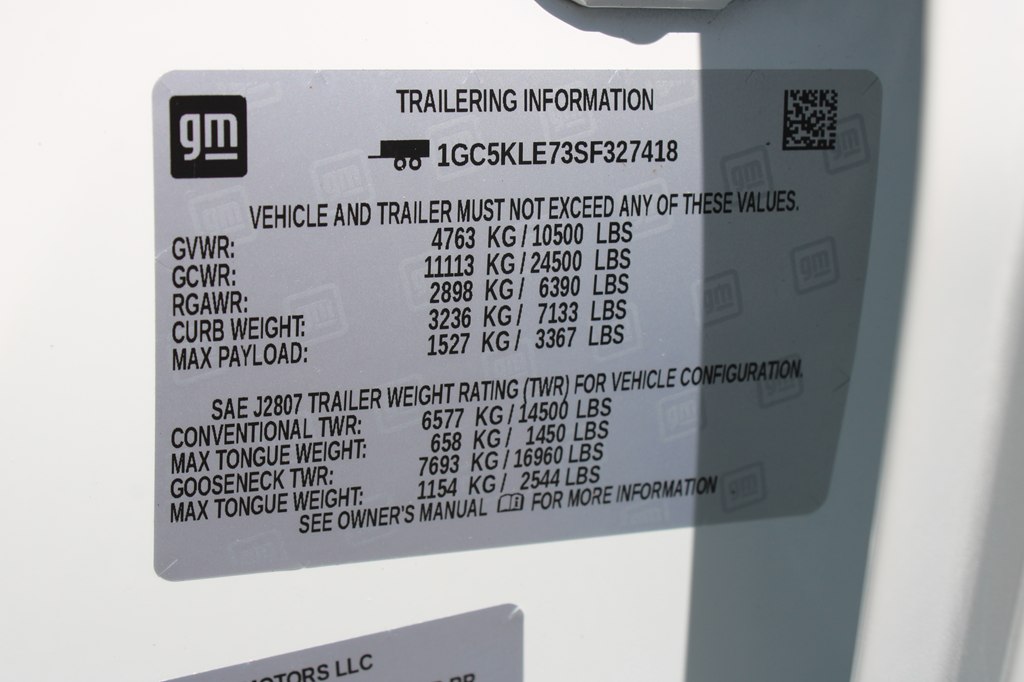 gm
TRAILERING INFORMATION
1GC5KLE73SF327418
VEHICLE AND TRAILER MUST NOT EXCEED ANY OF THESE VALUES.
GVWR: 4763 KG / 10500 LBS
GCWR: 11113 KG / 24500 LBS
RGAWR: 2898 KG / 6390 LBS
CURB WEIGHT: 3236 KG / 7133 LBS
MAX PAYLOAD: 1527 KG / 3367 LBS
SAE J2807 TRAILER WEIGHT RATING (TWR) FOR VEHICLE CONFIGURATION.
CONVENTIONAL TWR: 6577 KG / 14500 LBS
MAX TONGUE WEIGHT: 658 KG / 1450 LBS
GOOSENECK TWR: 7693 KG / 16960 LBS
MAX TONGUE WEIGHT: 1154 KG / 2544 LBS
SEE OWNER'S MANUAL FOR MORE INFORMATION
LLC